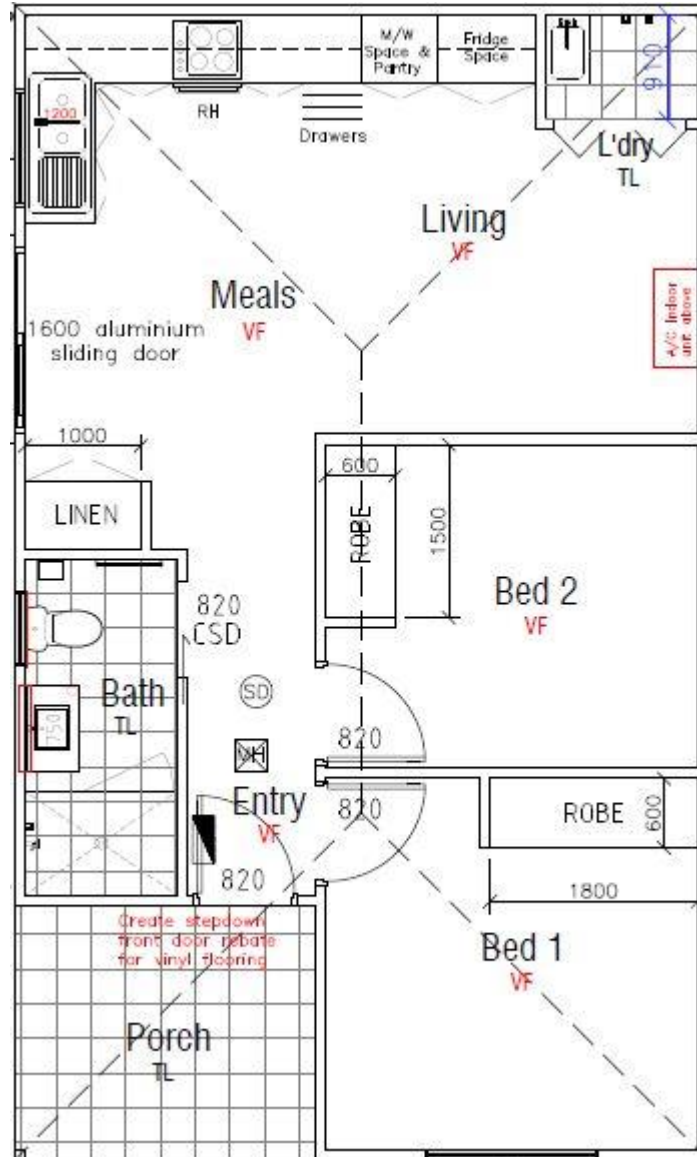 M/W
Space &
Pantry
Fridge
Space
910
1200
RH
Drawers
L'dry
TL
Living
VF
Meals
VF
A/C Indoor
unit above
1600 aluminium
sliding door
1000
600
LINEN
ROBE
1500
Bed 2
VF
820
CSD
Bath
TL
750
SD
MH
820
820
Entry
VF
ROBE
600
820
1800
Create stepdown
front door rebate
for vinyl flooring
Bed 1
VF
Porch
TL